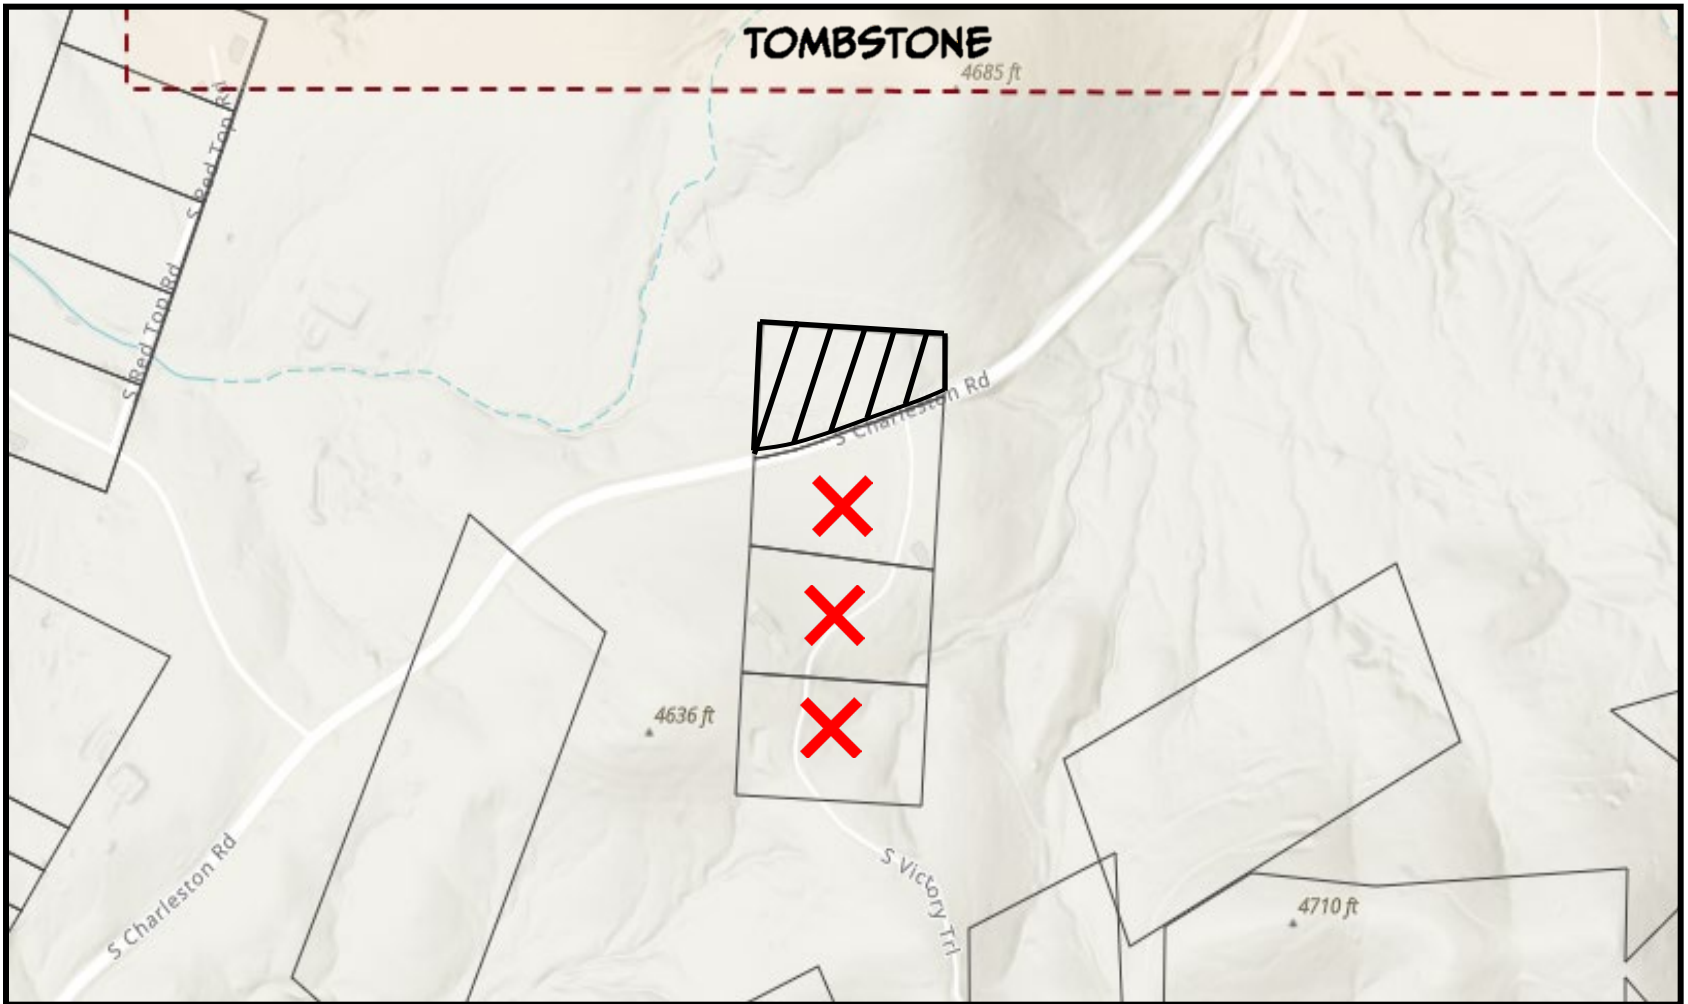 TOMBSTONE
4685 ft
S Red Top Rd
S Red Top Rd
S Charleston Rd
4636 ft
S Charleston Rd
S Victory Trl
4710 ft